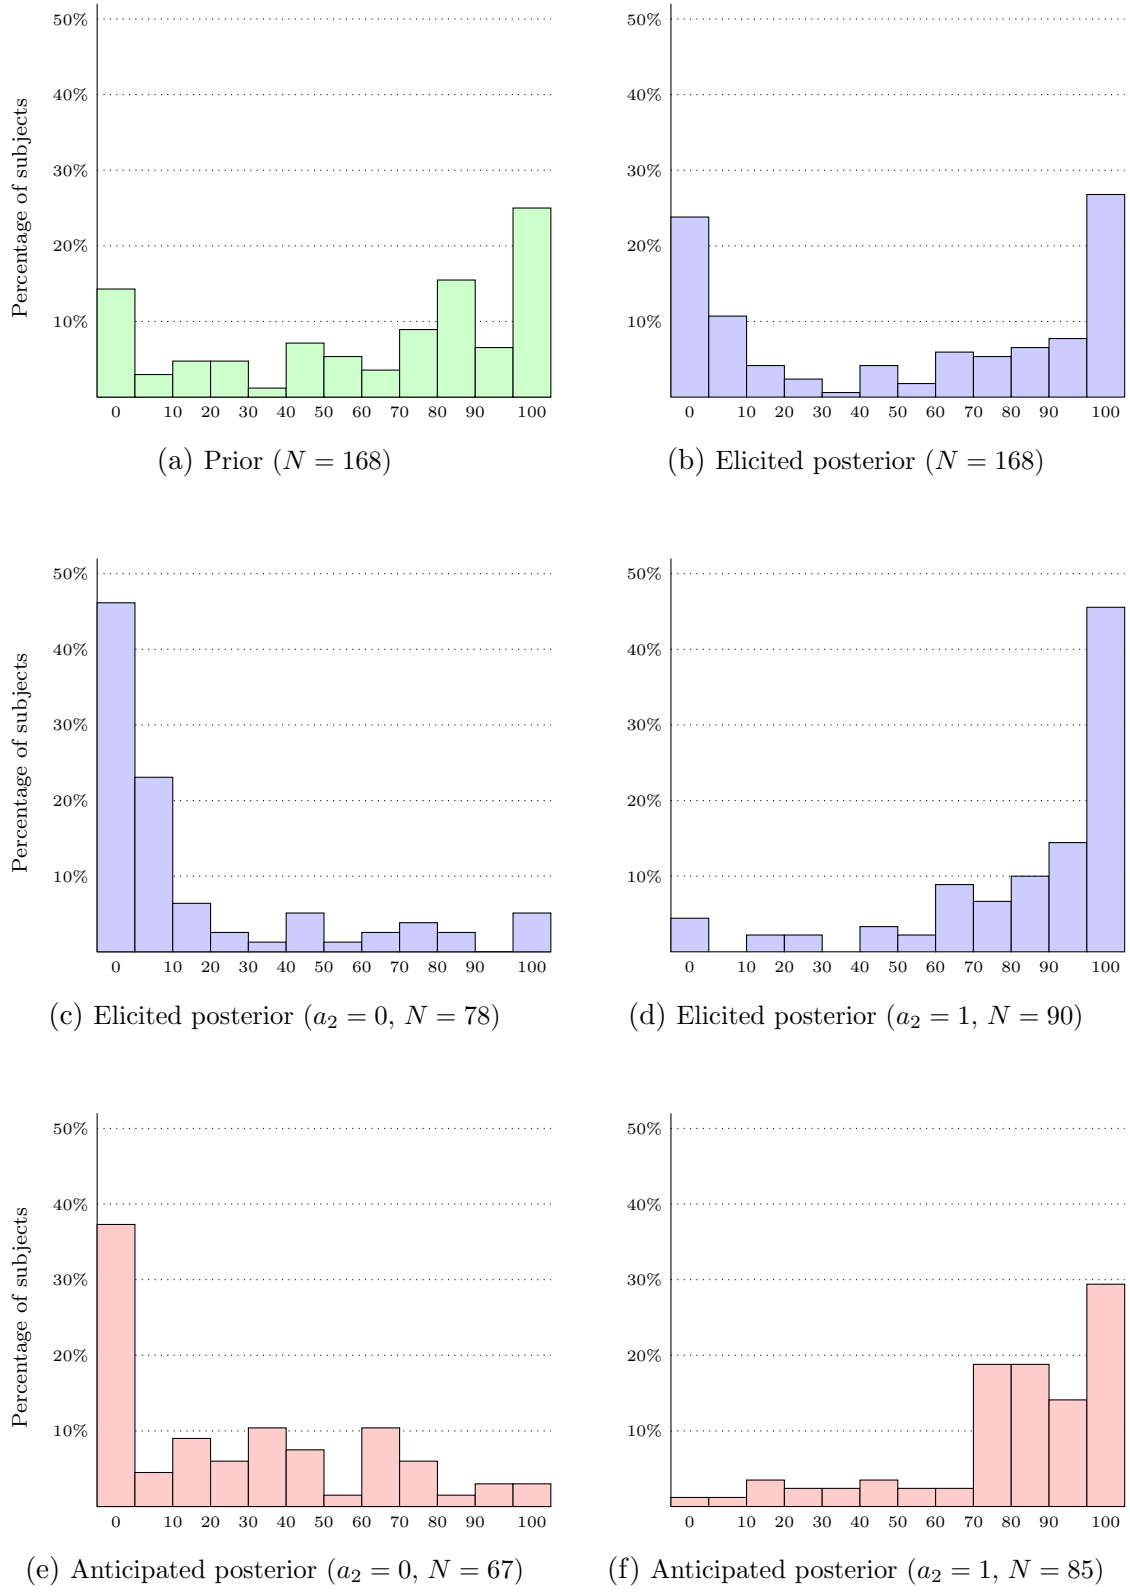 50%
40%
30%
20%
10%
Percentage of subjects
0 10 20 30 40 50 60 70 80 90 100
(a) Prior (N = 168)
50%
40%
30%
20%
10%
0 10 20 30 40 50 60 70 80 90 100
(b) Elicited posterior (N = 168)
50%
40%
30%
20%
10%
Percentage of subjects
0 10 20 30 40 50 60 70 80 90 100
(c) Elicited posterior (a₂ = 0, N = 78)
50%
40%
30%
20%
10%
0 10 20 30 40 50 60 70 80 90 100
(d) Elicited posterior (a₂ = 1, N = 90)
50%
40%
30%
20%
10%
Percentage of subjects
0 10 20 30 40 50 60 70 80 90 100
(e) Anticipated posterior (a₂ = 0, N = 67)
50%
40%
30%
20%
10%
0 10 20 30 40 50 60 70 80 90 100
(f) Anticipated posterior (a₂ = 1, N = 85)